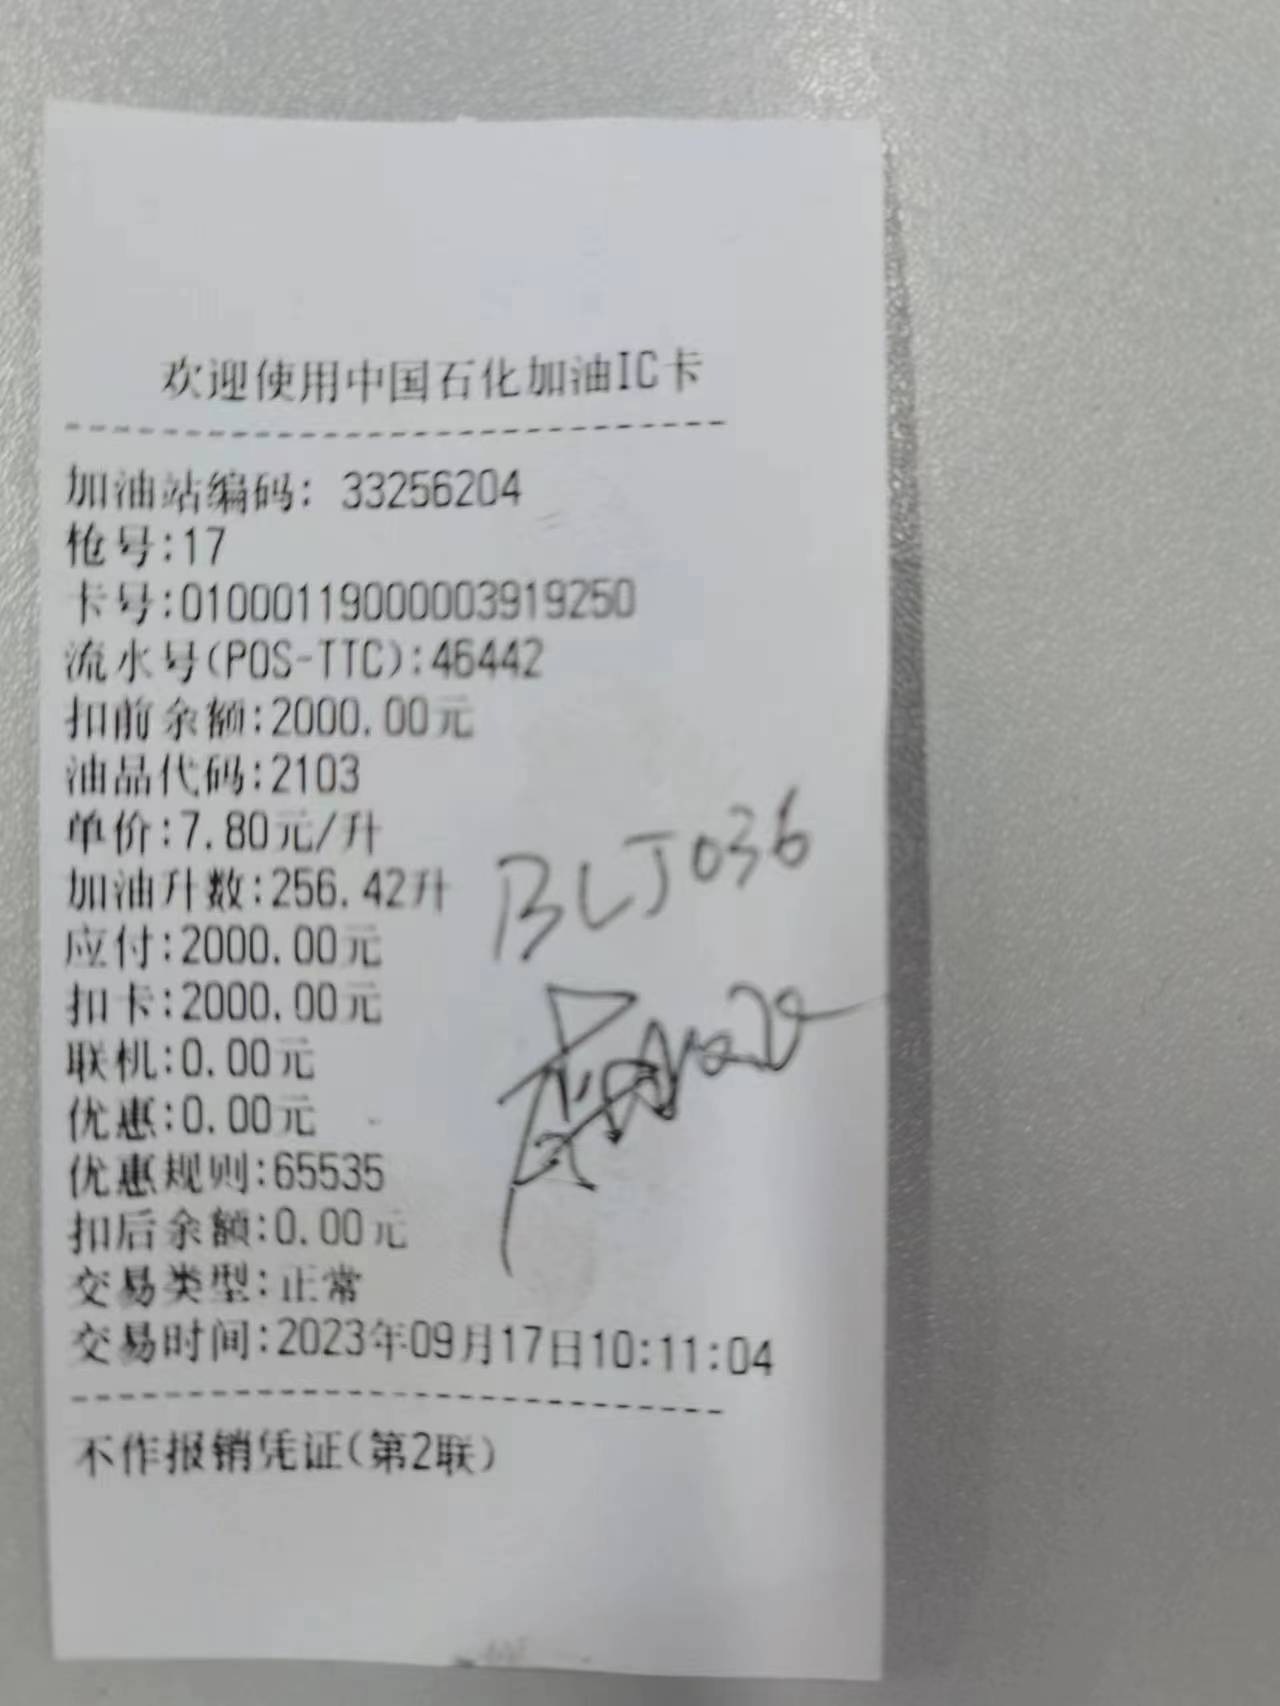 欢迎使用中国石化加油IC卡
加油站编码: 33256204
枪号:17
卡号:01000119000003919250
流水号(POS-TTC):46442
扣前余额:2000.00元
油品代码:2103
单价:7.80元/升
加油升数:256.42升
应付:2000.00元
扣卡:2000.00元
联机:0.00元
优惠:0.00元
优惠规则:65535
扣后余额:0.00元
交易类型:正常
交易时间:2023年09月17日10:11:04
不作报销凭证(第2联)
BLJ036